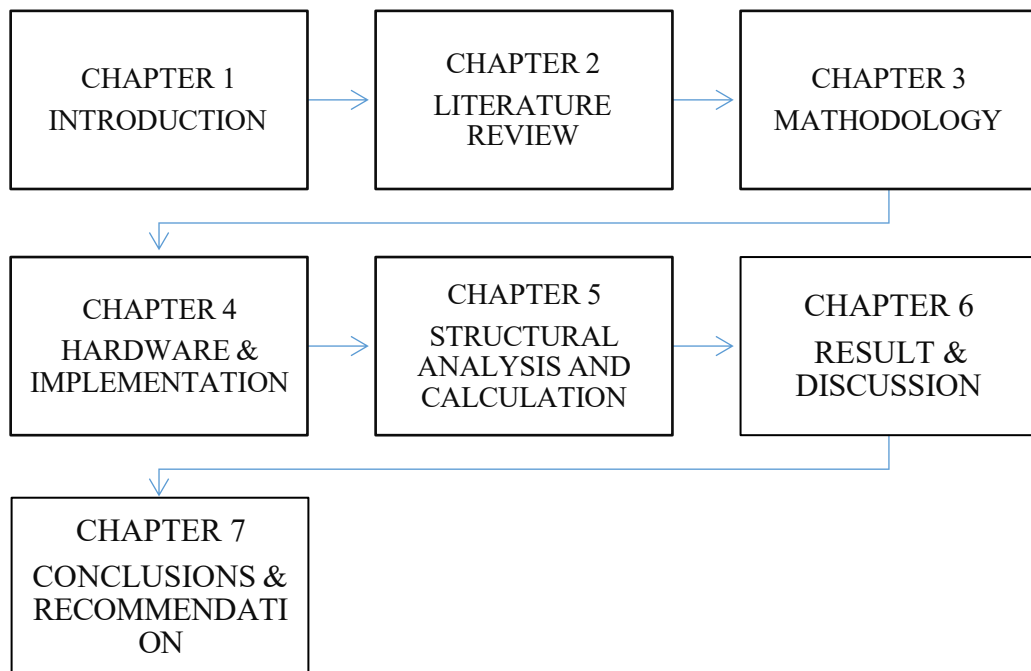 CHAPTER 1
INTRODUCTION
CHAPTER 2
LITERATURE
REVIEW
CHAPTER 3
MATHODOLOGY
CHAPTER 4
HARDWARE &
IMPLEMENTATION
CHAPTER 5
STRUCTURAL
ANALYSIS AND
CALCULATION
CHAPTER 6
RESULT &
DISCUSSION
CHAPTER 7
CONCLUSIONS &
RECOMMENDATI
ON